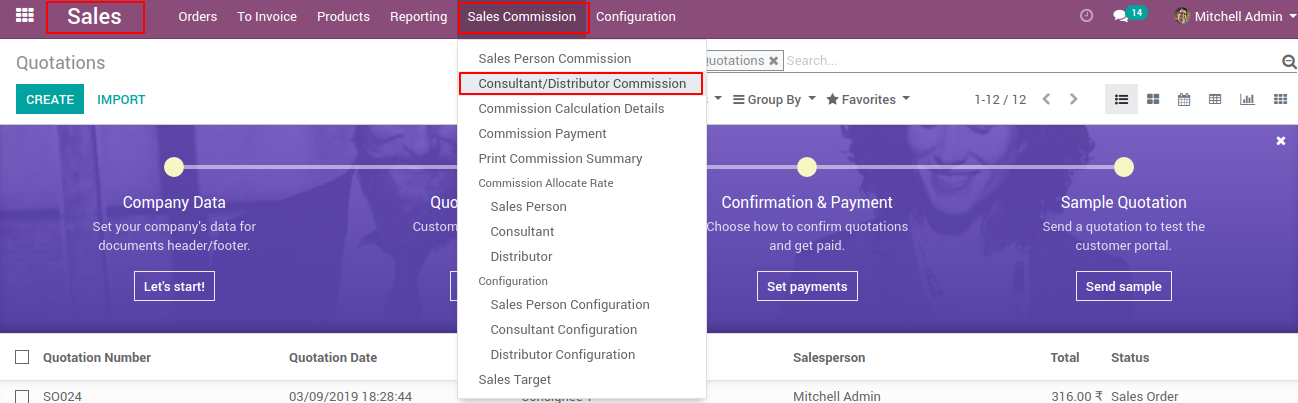 Sales Orders To Invoice Products Reporting Sales Commission Configuration 14 Mitchell Admin
Quotations
Search...
CREATE IMPORT
Group By Favorites 1-12 / 12
Sales Person Commission
Consultant/Distributor Commission
Commission Calculation Details
Commission Payment
Print Commission Summary
Commission Allocate Rate
Sales Person
Consultant
Distributor
Configuration
Sales Person Configuration
Consultant Configuration
Distributor Configuration
Sales Target
Company Data
Set your company's data for
documents header/footer.
Let's start!
Confirmation & Payment
Choose how to confirm quotations
and get paid.
Set payments
Sample Quotation
Send a quotation to test the
customer portal.
Send sample
Quotation Number Quotation Date Salesperson Total Status
SO024 03/09/2019 18:28:44 Mitchell Admin 316.00 ₹ Sales Order